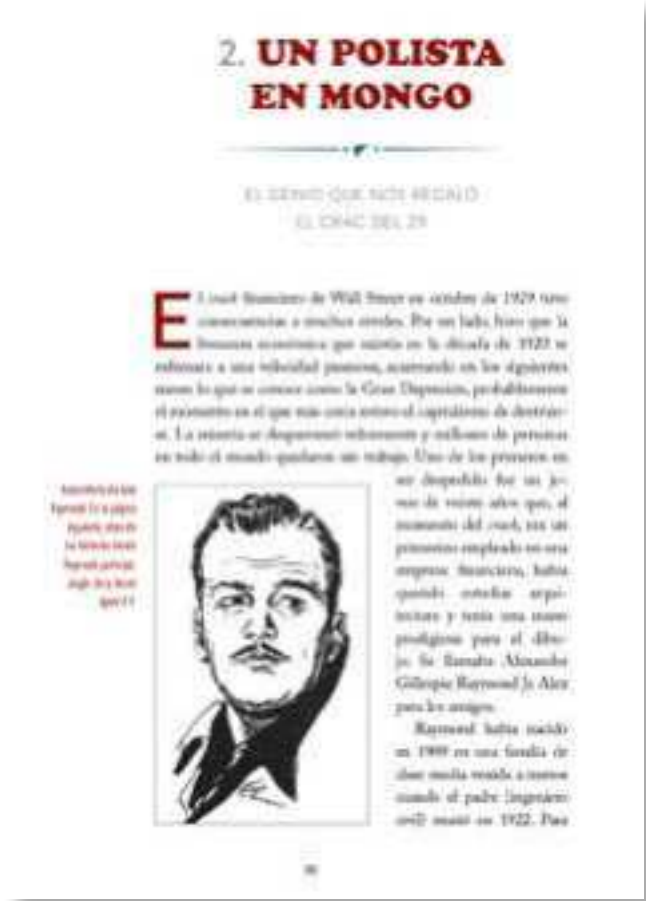 2. UN POLISTA
EN MONGO
EL GENIO QUE NOS REGALÓ
EL CRAC DEL 29
El crack financiero de Wall Street en octubre de 1929 tuvo
consecuencias a muchos niveles. Por un lado, hizo que la
económica que existía en la década de 1920 se
a una velocidad pasmosa, acarreando en los siguientes
meses lo que se conoce como la Gran Depresión, probablemente
el momento en el que más cerca estuvo el capitalismo de destruir-
se. La miseria se desparramó velozmente y millones de personas
en todo el mundo quedaron sin trabajo. Uno de los primeros en
ser despedido fue un jo-
ven de veinte años que, al
momento del crack, era un
empleado en una
empresa financiera, había
querido estudiar arqui-
tectura y tenía una mano
prodigiosa para el dibu-
jo. Se llamaba Alexander
Gillespie Raymond Jr. Alex
para los amigos.
Raymond había nacido
en 1909 en una familia de
clase media venida a menos
cuando el padre (ingeniero
civil) murió en 1922. Para